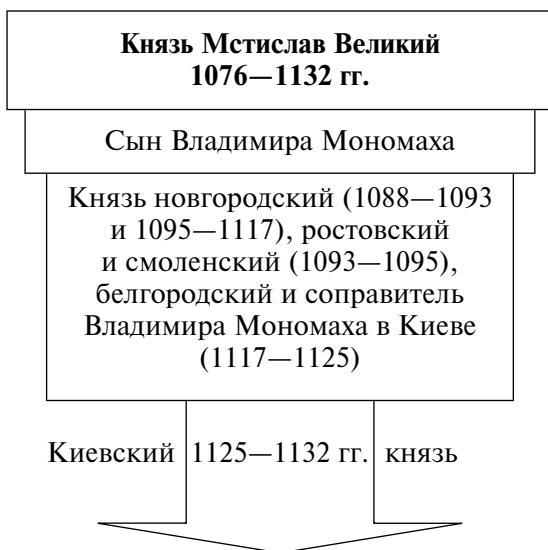 Князь Мстислав Великий
1076—1132 гг.
Сын Владимира Мономаха
Князь новгородский (1088—1093
и 1095—1117), ростовский
и смоленский (1093—1095),
белгородский и соправитель
Владимира Мономаха в Киеве
(1117—1125)
Киевский 1125—1132 гг. князь